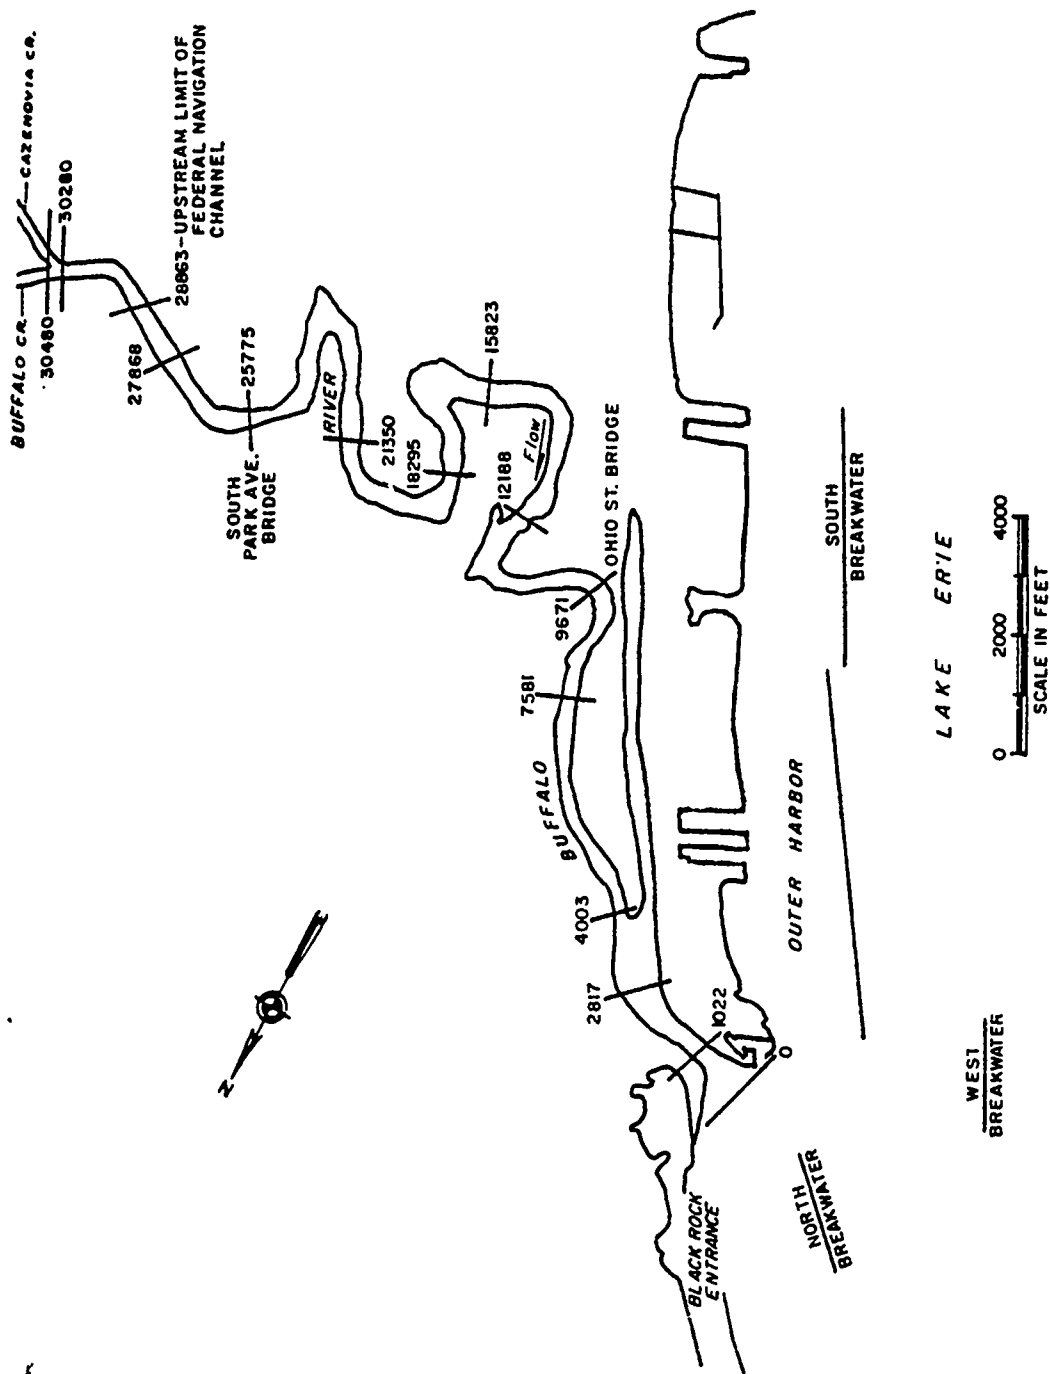 BUFFALO CR.
CAZENOVIA CR.
30480
30280
28863-UPSTREAM LIMIT OF
FEDERAL NAVIGATION
CHANNEL
27868
25775
SOUTH
PARK AVE.
BRIDGE
RIVER
21350
18295
15823
Flow
12188
OHIO ST. BRIDGE
9671
7581
BUFFALO
4003
2817
1022
0
N
OUTER HARBOR
SOUTH
BREAKWATER
LAKE ER'IE
0 2000 4000
SCALE IN FEET
WEST
BREAKWATER
NORTH
BREAKWATER
BLACK ROCK
ENTRANCE